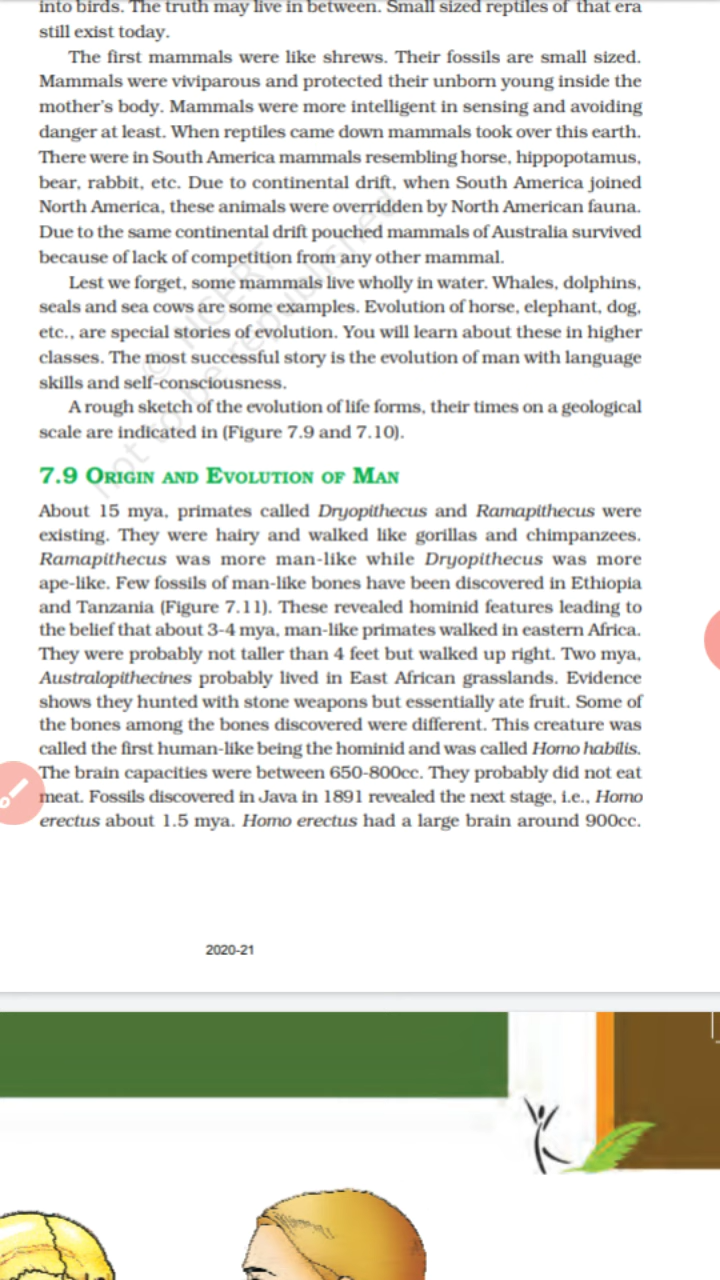 into birds. The truth may live in between. Small sized reptiles of that era
still exist today.
The first mammals were like shrews. Their fossils are small sized.
Mammals were viviparous and protected their unborn young inside the
mother's body. Mammals were more intelligent in sensing and avoiding
danger at least. When reptiles came down mammals took over this earth.
There were in South America mammals resembling horse, hippopotamus,
bear, rabbit, etc. Due to continental drift, when South America joined
North America, these animals were overridden by North American fauna.
Due to the same continental drift pouched mammals of Australia survived
because of lack of competition from any other mammal.
Lest we forget, some mammals live wholly in water. Whales, dolphins,
seals and sea cows are some examples. Evolution of horse, elephant, dog,
etc., are special stories of evolution. You will learn about these in higher
classes. The most successful story is the evolution of man with language
skills and self-consciousness.
A rough sketch of the evolution of life forms, their times on a geological
scale are indicated in (Figure 7.9 and 7.10).
7.9 ORIGIN AND EVOLUTION OF MAN
About 15 mya, primates called Dryopithecus and Ramapithecus were
existing. They were hairy and walked like gorillas and chimpanzees.
Ramapithecus was more man-like while Dryopithecus was more
ape-like. Few fossils of man-like bones have been discovered in Ethiopia
and Tanzania (Figure 7.11). These revealed hominid features leading to
the belief that about 3-4 mya, man-like primates walked in eastern Africa.
They were probably not taller than 4 feet but walked up right. Two mya,
Australopithecines probably lived in East African grasslands. Evidence
shows they hunted with stone weapons but essentially ate fruit. Some of
the bones among the bones discovered were different. This creature was
called the first human-like being the hominid and was called Homo habilis.
The brain capacities were between 650-800cc. They probably did not eat
meat. Fossils discovered in Java in 1891 revealed the next stage, i.e., Homo
erectus about 1.5 mya. Homo erectus had a large brain around 900cc.
© NCERT
not to be republished
2020-21